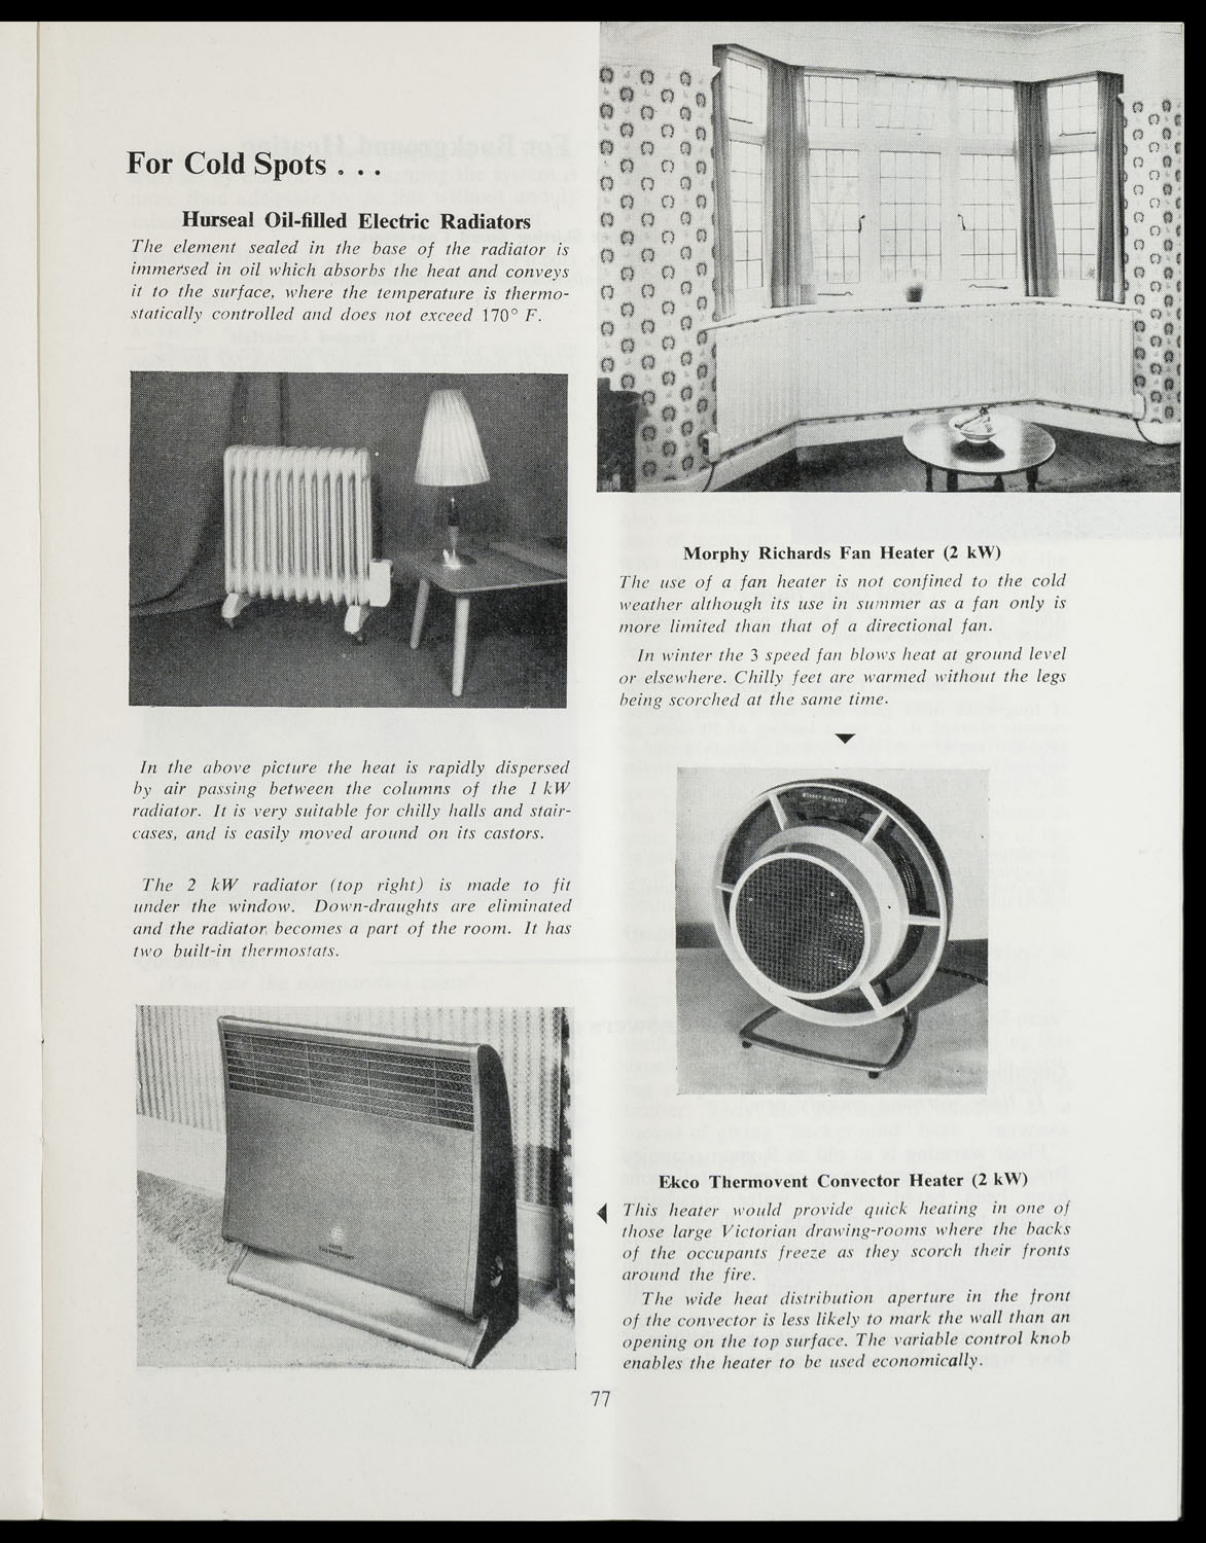 For Cold Spots . . .
Hurseal Oil-filled Electric Radiators
The element sealed in the base of the radiator is
immersed in oil which absorbs the heat and conveys
it to the surface, where the temperature is thermo-
statically controlled and does not exceed 170° F.
In the above picture the heat is rapidly dispersed
by air passing between the columns of the 1 kW
radiator. It is very suitable for chilly halls and stair-
cases, and is easily moved around on its castors.
The 2 kW radiator (top right) is made to fit
under the window. Down-draughts are eliminated
and the radiator becomes a part of the room. It has
two built-in thermostats.
Morphy Richards Fan Heater (2 kW)
The use of a fan heater is not confined to the cold
weather although its use in summer as a fan only is
more limited than that of a directional fan.
In winter the 3 speed fan blows heat at ground level
or elsewhere. Chilly feet are warmed without the legs
being scorched at the same time.
Ekco Thermovent Convector Heater (2 kW)
This heater would provide quick heating in one of
those large Victorian drawing-rooms where the backs
of the occupants freeze as they scorch their fronts
around the fire.
The wide heat distribution aperture in the front
of the convector is less likely to mark the wall than an
opening on the top surface. The variable control knob
enables the heater to be used economically.
77